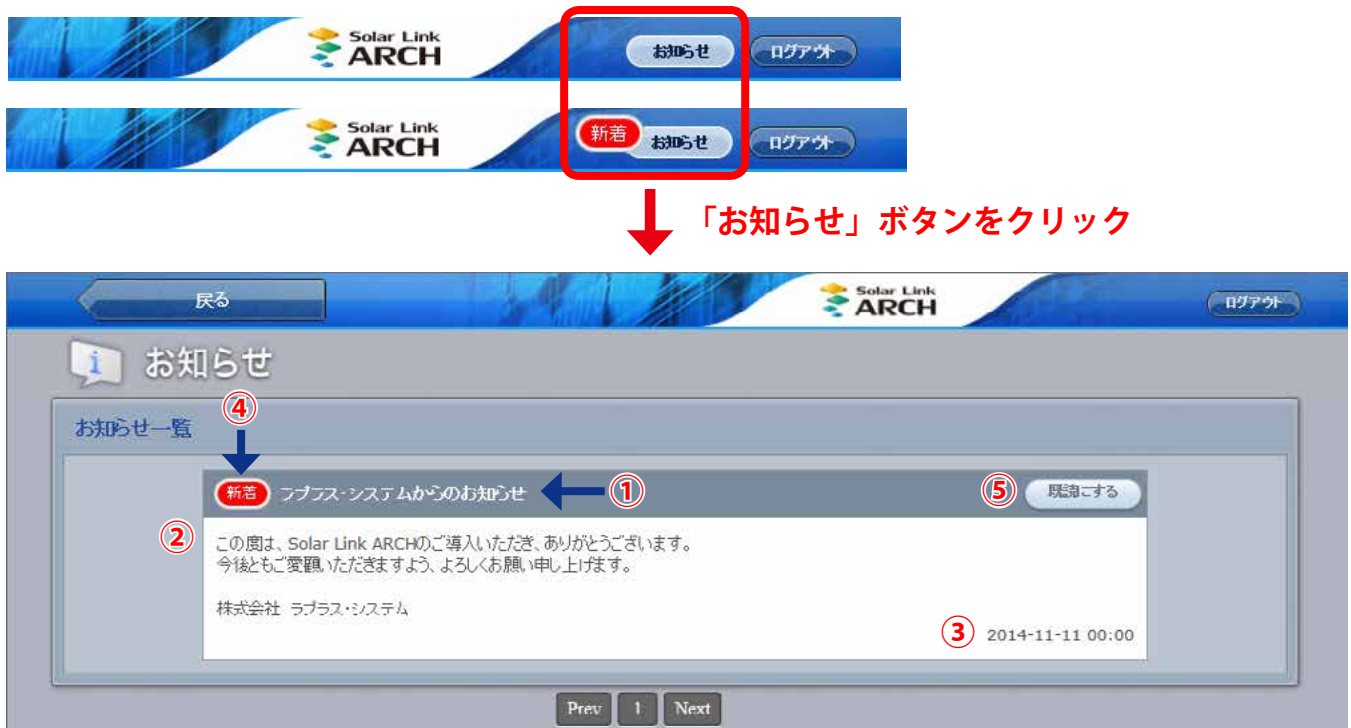 Solar Link
ARCH
お知らせ
ログアウト
Solar Link
ARCH
新着
お知らせ
ログアウト
「お知らせ」ボタンをクリック
戻る
Solar Link
ARCH
ログアウト
i お知らせ
④
お知らせ一覧
新着 ラプラス・システムからのお知らせ ① ⑤ 既読にする
②
この度は、Solar Link ARCHのご導入いただき、ありがとうございます。
今後ともご愛顧いただきますよう、よろしくお願い申し上げます。
株式会社 ラプラス・システム
③ 2014-11-11 00:00
Prev 1 Next